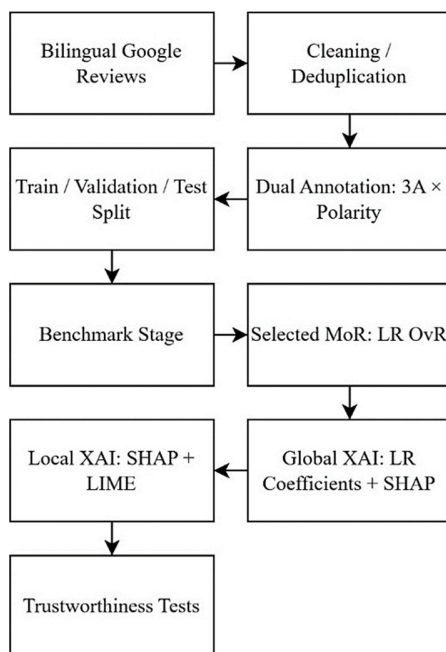 Bilingual Google
Reviews
Cleaning /
Deduplication
Dual Annotation: 3A ×
Polarity
Train / Validation / Test
Split
Benchmark Stage
Selected MoR: LR OvR
Global XAI: LR
Coefficients + SHAP
Local XAI: SHAP +
LIME
Trustworthiness Tests